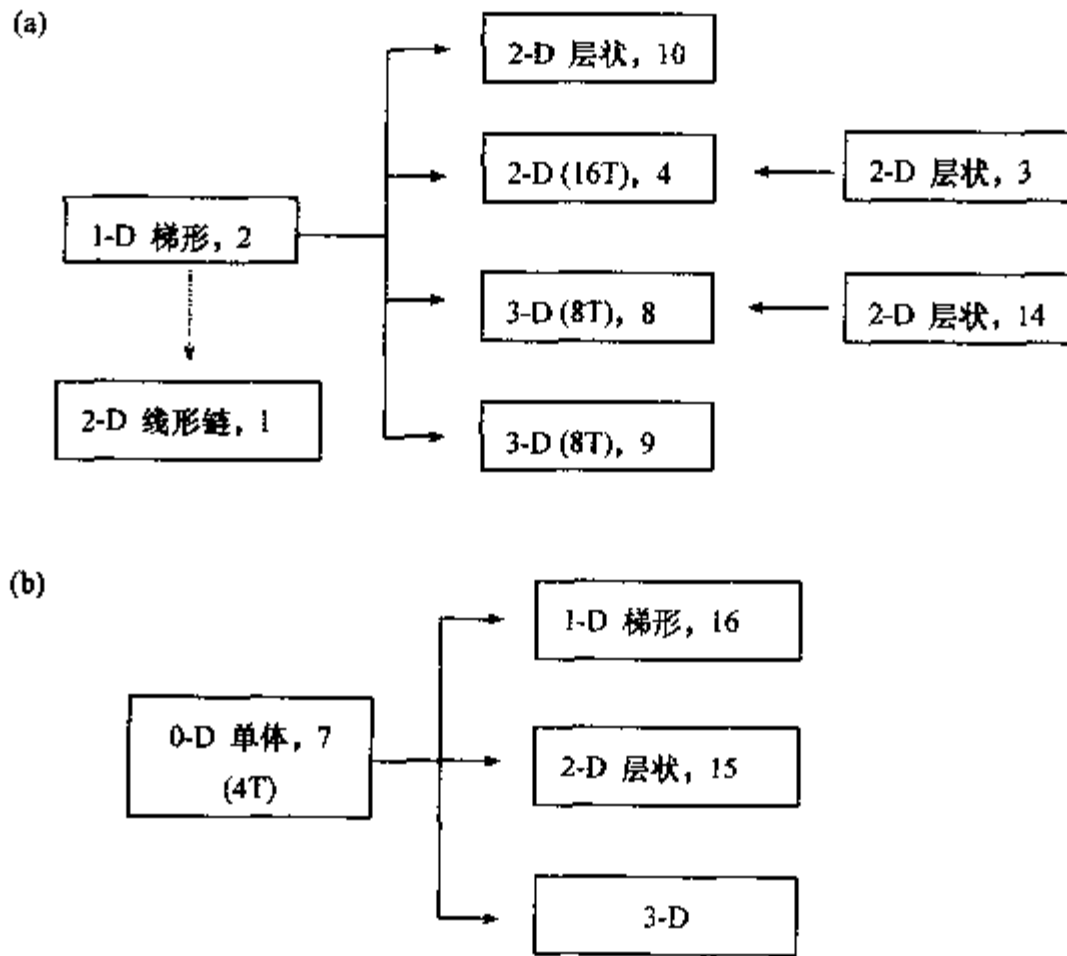 (a)
2-D 层状，10
2-D (16T)，4
2-D 层状，3
1-D 梯形，2
3-D (8T)，8
2-D 层状，14
2-D 线形链，1
3-D (8T)，9
(b)
1-D 梯形，16
0-D 单体，7
(4T)
2-D 层状，15
3-D